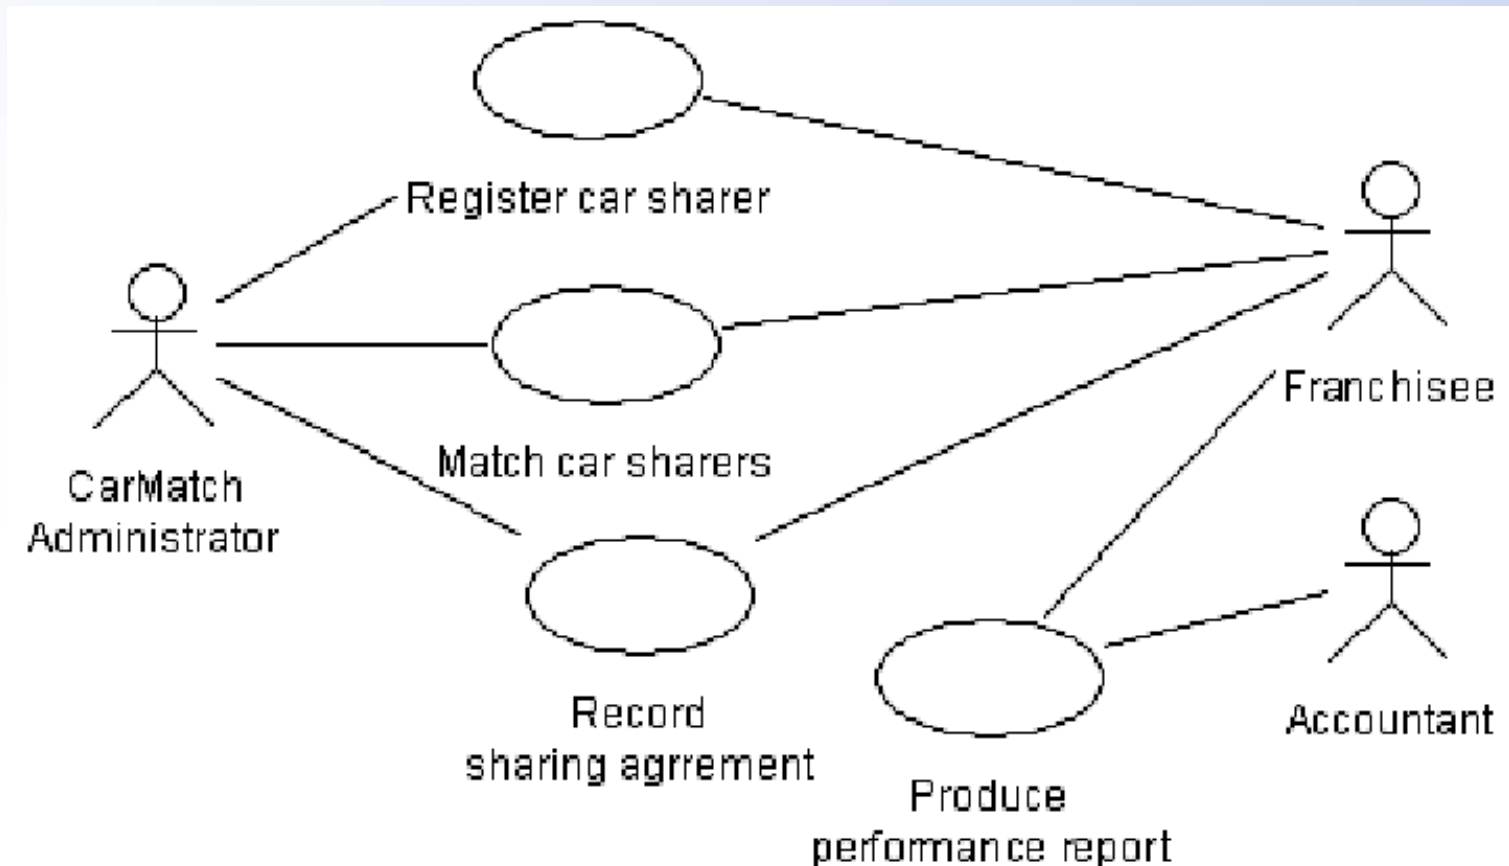 Register car sharer
Franchisee
Match car sharers
CarMatch
Administrator
Record
sharing agrrement
Accountant
Produce
performance report